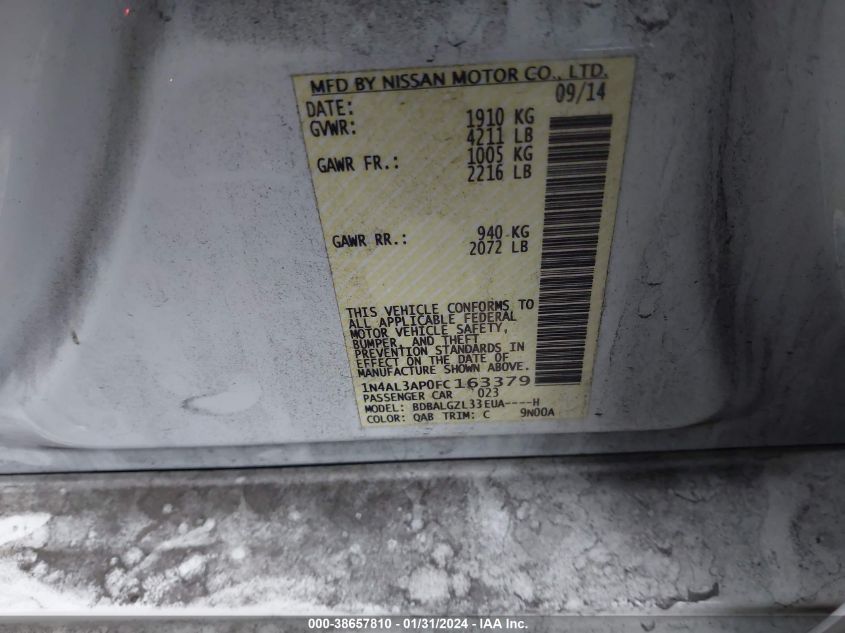 MFD BY NISSAN MOTOR CO., LTD.
DATE: 09/14
GVWR: 1910 KG
4211 LB
GAWR FR.: 1005 KG
2216 LB
GAWR RR.: 940 KG
2072 LB
THIS VEHICLE CONFORMS TO
ALL APPLICABLE FEDERAL
MOTOR VEHICLE SAFETY,
BUMPER, AND THEFT
PREVENTION STANDARDS IN
EFFECT ON THE DATE OF
MANUFACTURE SHOWN ABOVE.
1N4AL3AP0FC163379
PASSENGER CAR 023
MODEL: BDBALGZL33EUA----H
COLOR: QAB TRIM: C 9N00A
000-38657810 - 01/31/2024 - IAA Inc.